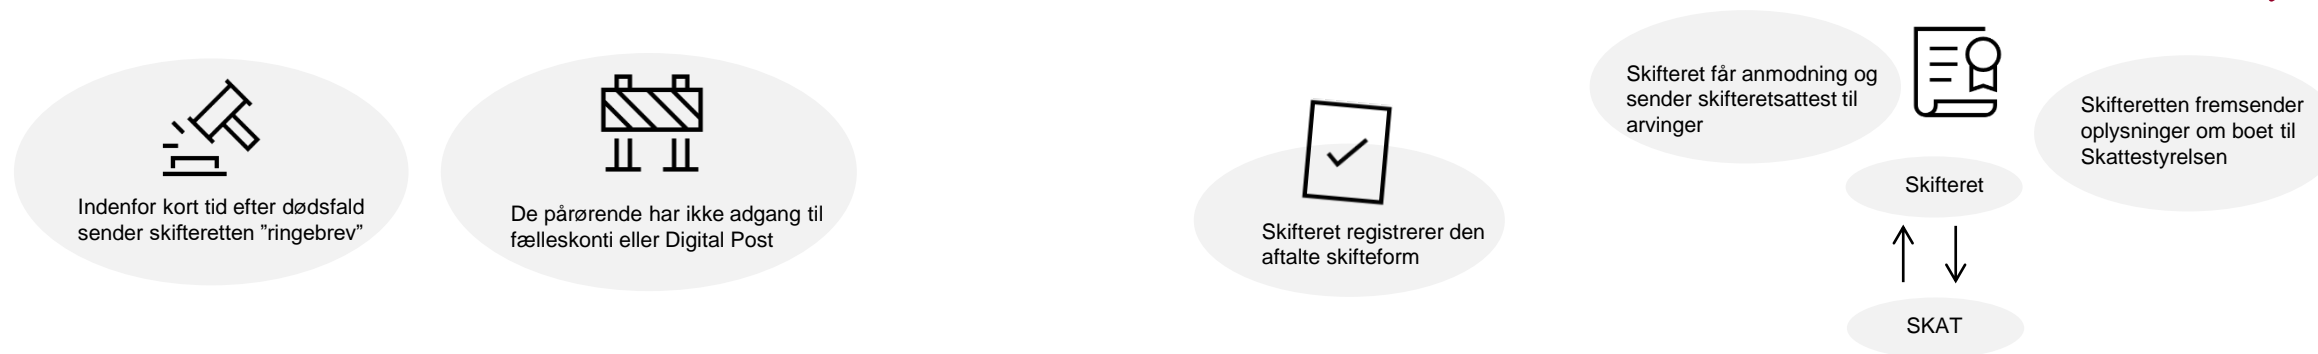 Indenfor kort tid efter dødsfald
sender skifteretten ”ringebrev”
De pårørende har ikke adgang til
fælleskonti eller Digital Post
Skifteret registrerer den
aftalte skifteform
Skifteret får anmodning og
sender skifteretsattest til
arvinger
Skifteretten fremsender
oplysninger om boet til
Skattestyrelsen
Skifteret
SKAT